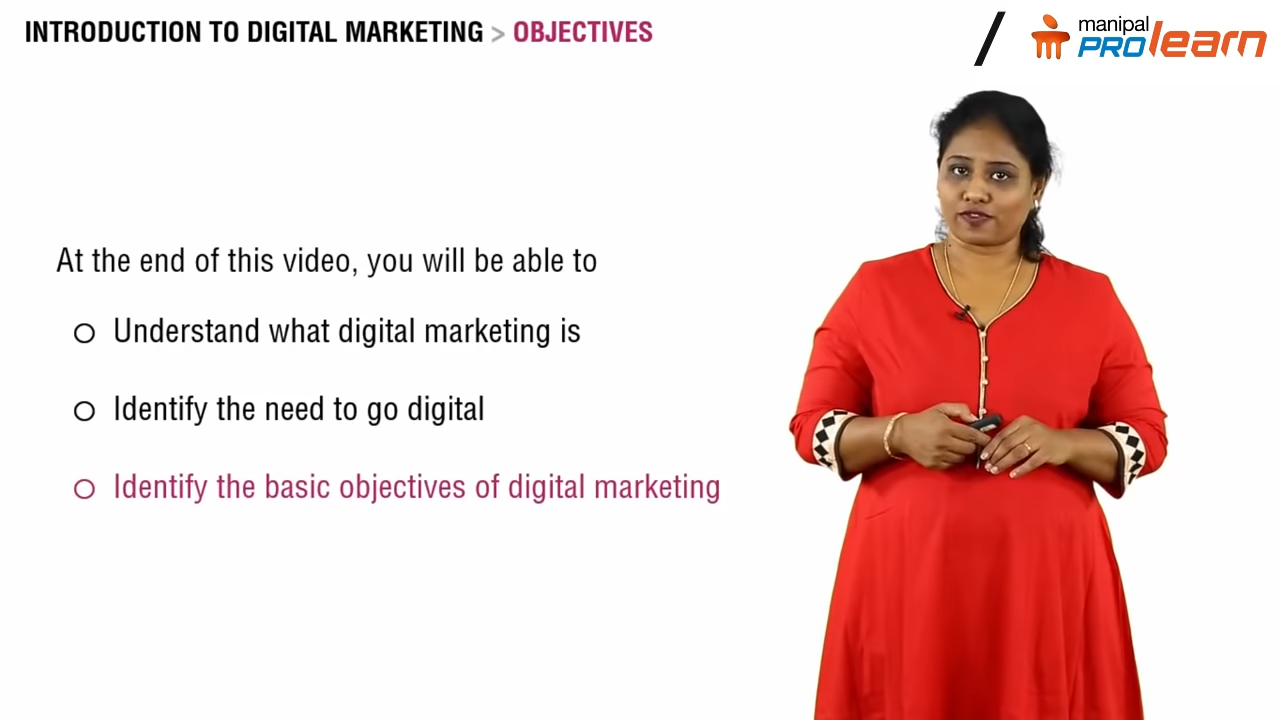 INTRODUCTION TO DIGITAL MARKETING > OBJECTIVES
manipal
PROlearn
At the end of this video, you will be able to
Understand what digital marketing is
Identify the need to go digital
Identify the basic objectives of digital marketing